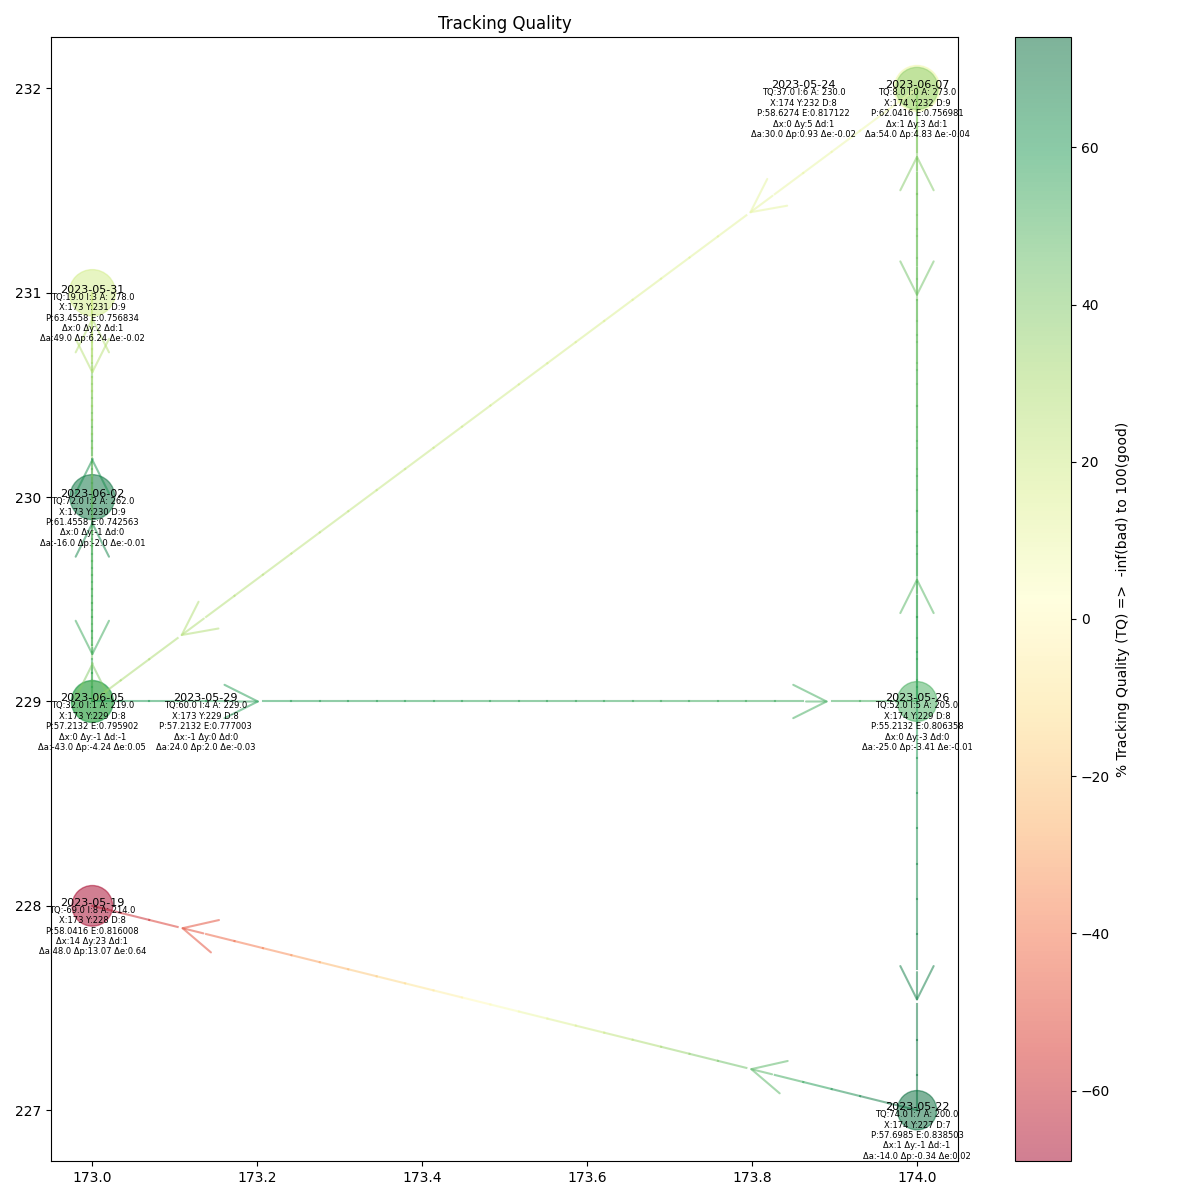 Tracking Quality
232
231
230
229
228
227
173.0
173.2
173.4
173.6
173.8
174.0
2023-05-24
TQ:37.0 I:6 A: 230.0
X:174 Y:232 D:8
P:58.6274 E:0.817122
Δx:0 Δy:5 Δd:1
Δa:30.0 Δp:0.93 Δe:-0.02
2023-06-07
TQ:8.0 I:0 A: 273.0
X:174 Y:232 D:9
P:62.0416 E:0.756981
Δx:1 Δy:3 Δd:1
Δa:54.0 Δp:4.83 Δe:-0.04
2023-05-31
TQ:19.0 I:3 A: 278.0
X:173 Y:231 D:9
P:63.4558 E:0.756834
Δx:0 Δy:2 Δd:1
Δa:49.0 Δp:6.24 Δe:-0.02
2023-06-02
TQ:72.0 I:2 A: 262.0
X:173 Y:230 D:9
P:61.4558 E:0.742563
Δx:0 Δy:-1 Δd:0
Δa:-16.0 Δp:-2.0 Δe:-0.01
2023-06-05
TQ:32.0 I:1 A: 219.0
X:173 Y:229 D:8
P:57.2132 E:0.795902
Δx:0 Δy:-1 Δd:-1
Δa:-43.0 Δp:-4.24 Δe:0.05
2023-05-29
TQ:60.0 I:4 A: 229.0
X:173 Y:229 D:8
P:57.2132 E:0.777003
Δx:-1 Δy:0 Δd:0
Δa:24.0 Δp:2.0 Δe:-0.03
2023-05-26
TQ:52.0 I:5 A: 205.0
X:174 Y:229 D:8
P:55.2132 E:0.806358
Δx:0 Δy:-3 Δd:0
Δa:-25.0 Δp:-3.41 Δe:-0.01
2023-05-19
TQ:-69.0 I:8 A: 214.0
X:173 Y:228 D:8
P:58.0416 E:0.816008
Δx:14 Δy:23 Δd:1
Δa:48.0 Δp:13.07 Δe:0.64
2023-05-22
TQ:74.0 I:7 A: 200.0
X:174 Y:227 D:7
P:57.6985 E:0.838503
Δx:1 Δy:-1 Δd:-1
Δa:-14.0 Δp:-0.34 Δe:0.02
60
40
20
0
−20
−40
−60
% Tracking Quality (TQ) => -inf(bad) to 100(good)